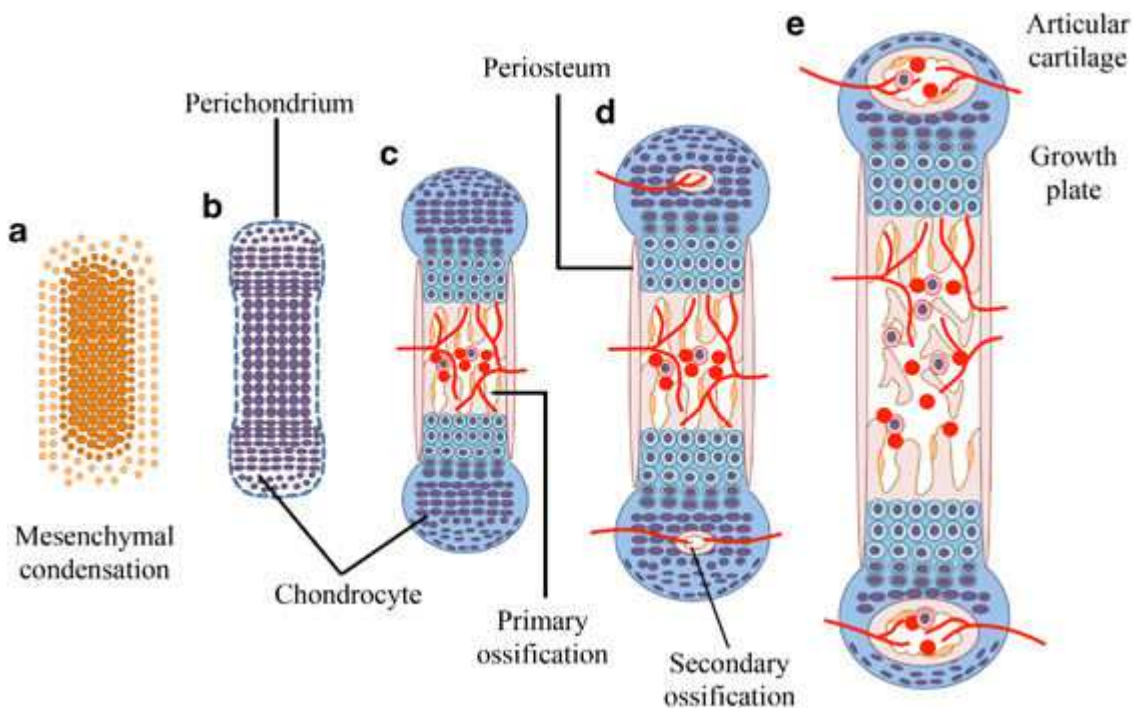 e
Articular
cartilage
Periosteum
Perichondrium
d
c
Growth
plate
b
a
Mesenchymal
condensation
Chondrocyte
Primary
ossification
Secondary
ossification